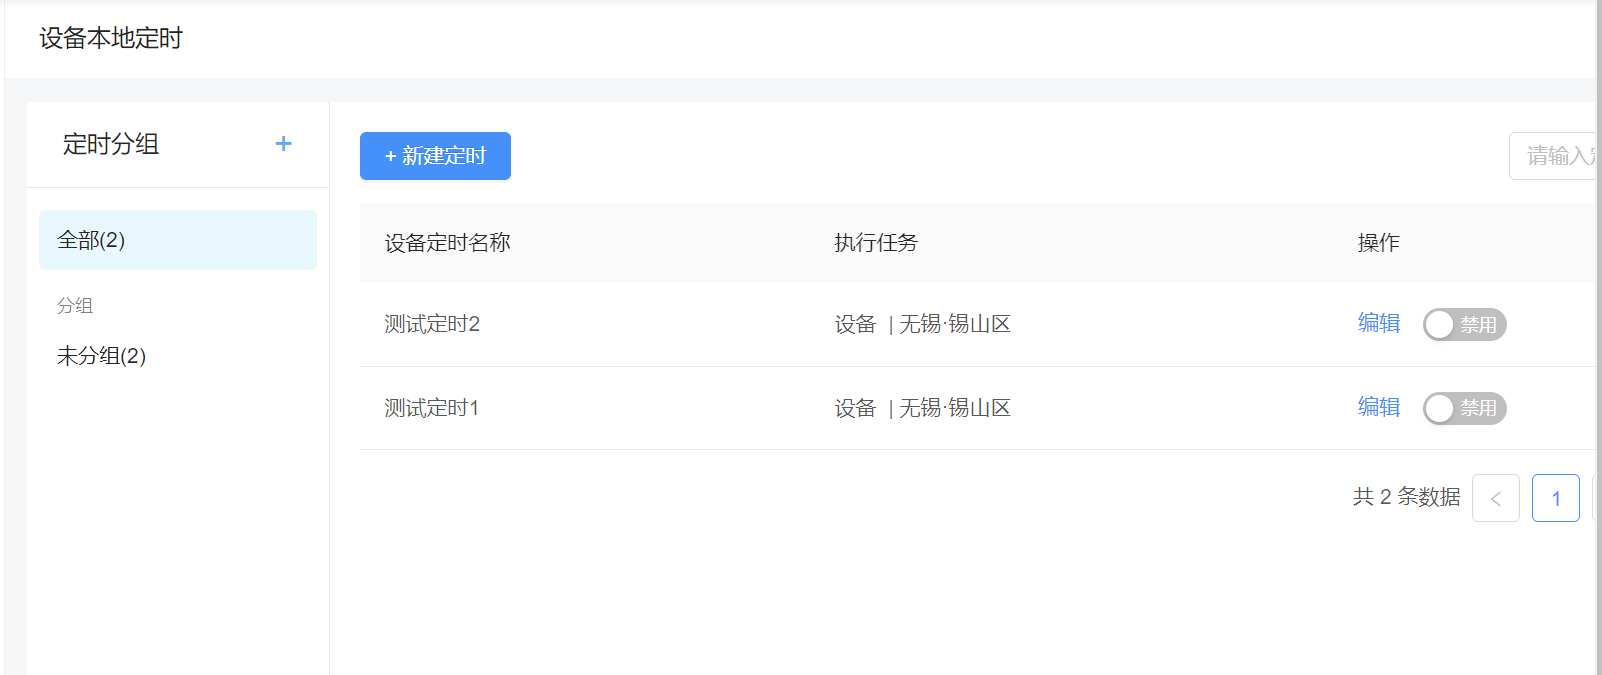 设备本地定时
定时分组 +
+ 新建定时
请输入
全部(2)
分组
未分组(2)
设备定时名称 执行任务 操作
测试定时2 设备 | 无锡·锡山区 编辑 禁用
测试定时1 设备 | 无锡·锡山区 编辑 禁用
共 2 条数据 < 1